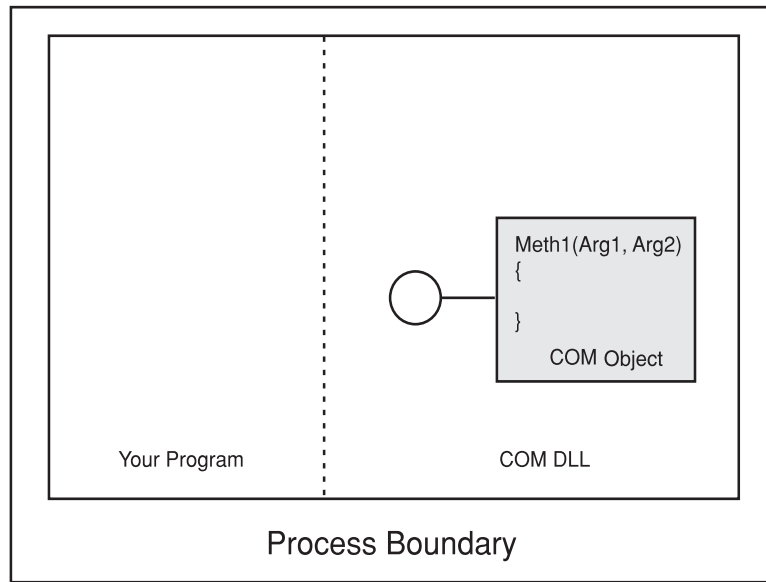 Meth1(Arg1, Arg2)
{
}
COM Object
Your Program
COM DLL
Process Boundary